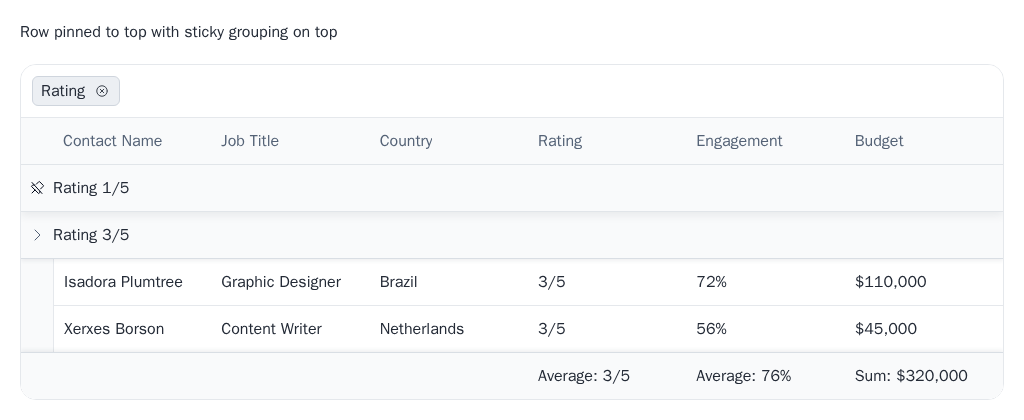 Row pinned to top with sticky grouping on top
Rating
Contact Name Job Title Country Rating Engagement Budget
Rating 1/5
Rating 3/5
Isadora Plumtree Graphic Designer Brazil 3/5 72% $110,000
Xerxes Borson Content Writer Netherlands 3/5 56% $45,000
Average: 3/5 Average: 76% Sum: $320,000